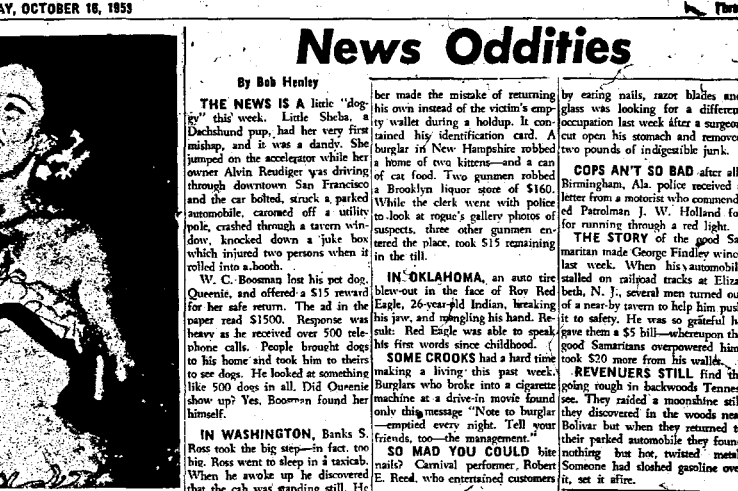 AY, OCTOBER 16, 1953
News Oddities
By Bob Henley
THE NEWS IS A little "dog-
gy" this week. Little Sheba, a
Dachshund pup, had her very first
mishap, and it was a dandy. She
jumped on the accelerator while her
owner Alvin Reudiger was driving
through downtown San Francisco
and the car bolted, struck a parked
automobile, caromed off a utility
pole, crashed through a tavern win-
dow, knocked down a juke box
which injured two persons when it
rolled into a booth.
W. C. Boosman lost his pet dog,
Queenie, and offered a $15 reward
for her safe return. The ad in the
paper read $1500. Response was
heavy as he received over 500 tele-
phone calls. People brought dogs
to his home and took him to theirs
to see dogs. He looked at something
like 500 dogs in all. Did Queenie
show up? Yes, Boosman found her
himself.
IN WASHINGTON, Banks S.
Ross took the big step—in fact, too
big. Ross went to sleep in a taxicab.
When he awoke up he discovered
that the cab was standing still. He
ber made the mistake of returning
his own instead of the victim's emp-
ty wallet during a holdup. It con-
tained his identification card. A
burglar in New Hampshire robbed
a home of two kittens—and a can
of cat food. Two gunmen robbed
a Brooklyn liquor store of $160.
While the clerk went with police
to look at rogue's gallery photos of
suspects, three other gunmen en-
tered the place, took $15 remaining
in the till.
IN OKLAHOMA, an auto tire
blew-out in the face of Roy Red
Eagle, 26-year-old Indian, breaking
his jaw, and mangling his hand. Re-
sult: Red Eagle was able to speak
his first words since childhood.
SOME CROOKS had a hard time
making a living this past week.
Burglars who broke into a cigarette
machine at a drive-in movie found
only this message "Note to burglar
—emptied every night. Tell your
friends, too—the management."
SO MAD YOU COULD bite
nails? Carnival performer, Robert
E. Reed, who entertained customers
by eating nails, razor blades and
glass was looking for a different
occupation last week after a surgeon
cut open his stomach and removed
two pounds of indigestible junk.
COPS AN'T SO BAD after all
Birmingham, Ala. police received
letter from a motorist who commend-
ed Patrolman J. W. Holland fo
for running through a red light.
THE STORY of the good Sa
maritan made George Findley winc
last week. When his automobil
stalled on railroad tracks at Eliza
beth, N. J., several men turned ou
of a near-by tavern to help him pus
it to safety. He was so grateful h
gave them a $5 bill—whereupon th
good Samaritans overpowered him
took $20 more from his wallet.
REVENUERS STILL find th
going rough in backwoods Tennes
see. They raided a moonshine stil
they discovered in the woods nea
Bolivar but when they returned t
their parked automobile they foun
nothing but hot, twisted meta
Someone had sloshed gasoline ove
it, set it afire.